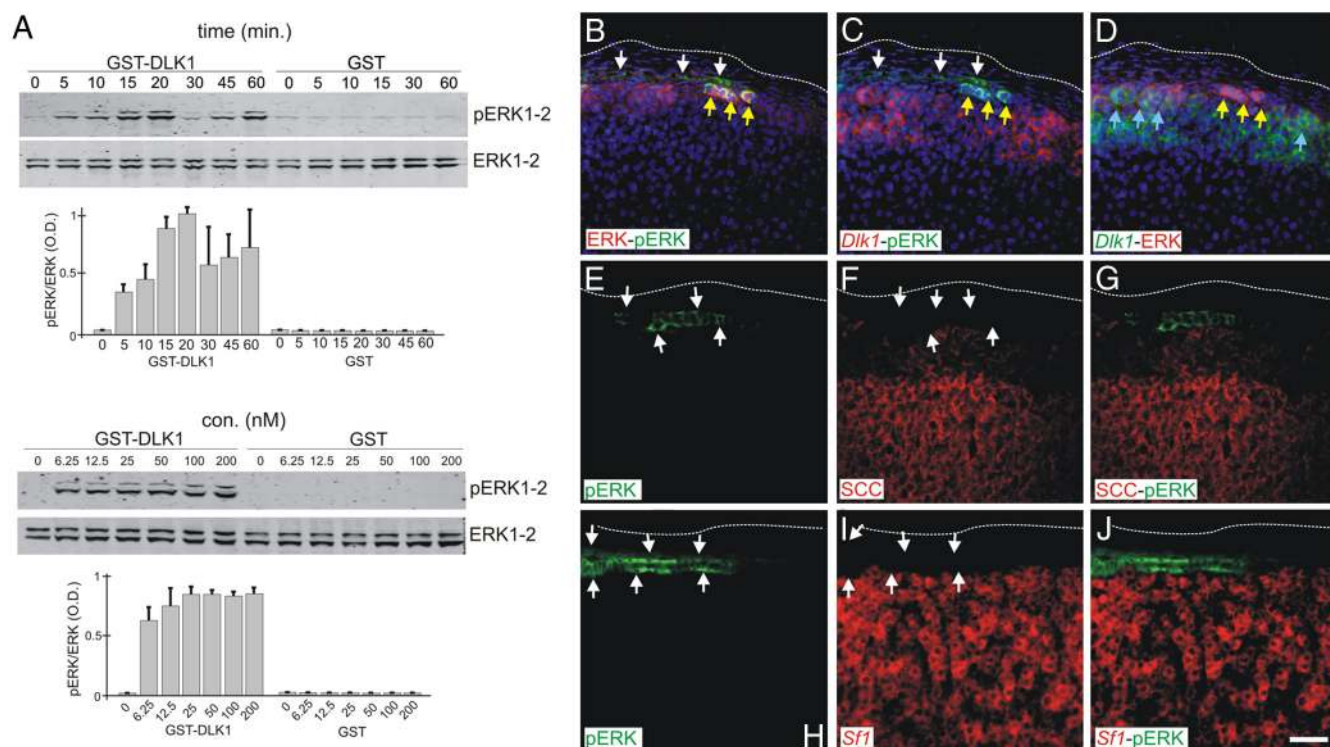 A
time (min.)
GST-DLK1 GST
0 5 10 15 20 30 45 60 0 5 10 15 20 30 45 60
pERK1-2
ERK1-2
pERK/ERK (O.D.)
1
0.5
0
0 5 10 15 20 30 45 60 0 5 10 15 20 30 45 60
GST-DLK1 GST
con. (nM)
GST-DLK1 GST
0 6.25 12.5 25 50 100 200 0 6.25 12.5 25 50 100 200
pERK1-2
ERK1-2
pERK/ERK (O.D.)
1
0.5
0
0 6.25 12.5 25 50 100 200 0 6.25 12.5 25 50 100 200
GST-DLK1 GST
B
ERK-pERK
C
Dlk1-pERK
D
Dlk1-ERK
E
pERK
F
SCC
G
SCC-pERK
pERK
H
I
Sf1
J
Sf1-pERK